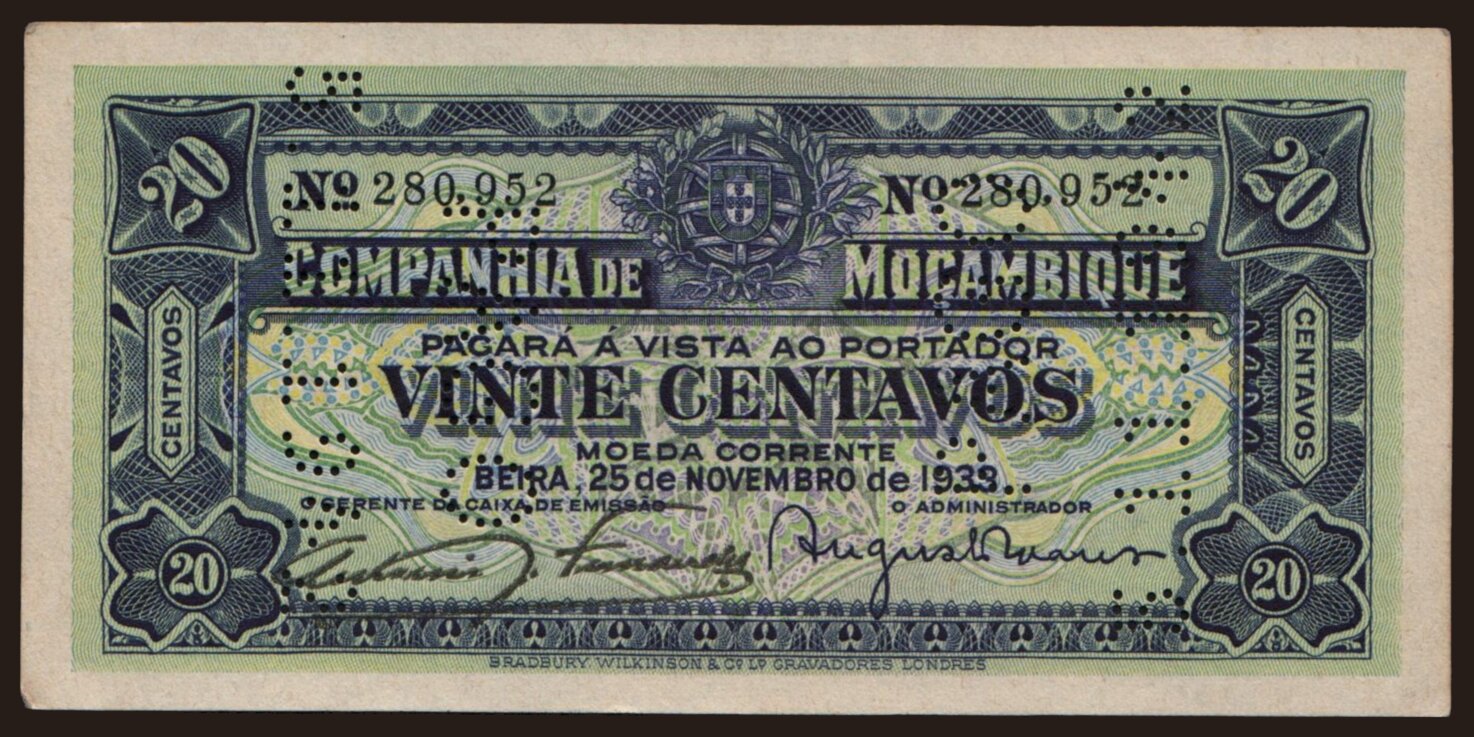 20
20
Nº 280,952
Nº 280,952
COMPANHIA DE MOÇAMBIQUE
PAGARÁ Á VISTA AO PORTADOR
VINTE CENTAVOS
MOEDA CORRENTE
BEIRA, 25 de NOVEMBRO de 1933
CENTAVOS
CENTAVOS
O GERENTE DA CAIXA DE EMISSÃO
O ADMINISTRADOR
20
20
BRADBURY, WILKINSON & Cº Lº GRAVADORES LONDRES